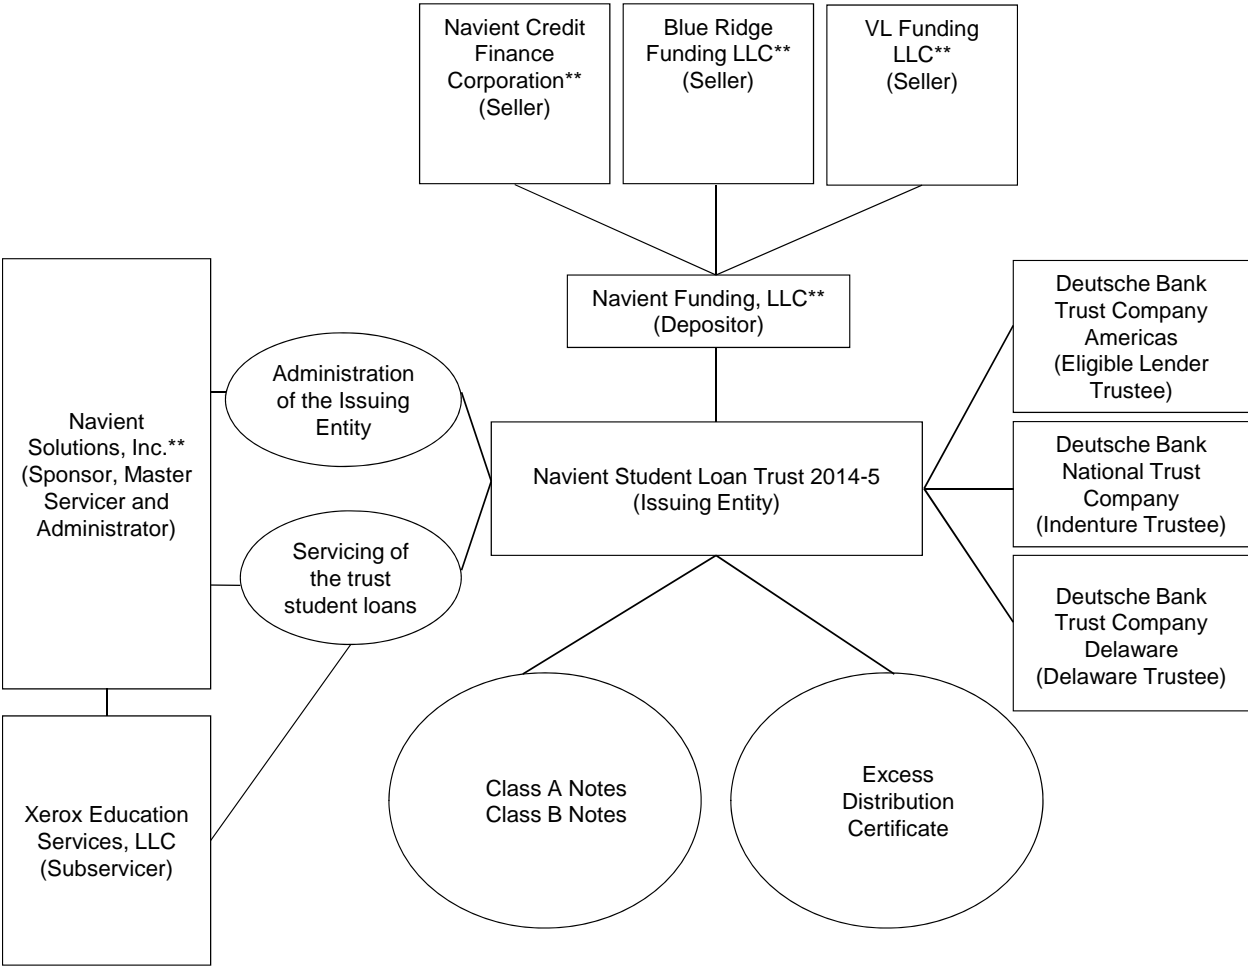 Navient Credit
Finance
Corporation**
(Seller)
Blue Ridge
Funding LLC**
(Seller)
VL Funding
LLC**
(Seller)
Navient Funding, LLC**
(Depositor)
Deutsche Bank
Trust Company
Americas
(Eligible Lender
Trustee)
Administration
of the Issuing
Entity
Navient
Solutions, Inc.**
(Sponsor, Master
Servicer and
Administrator)
Navient Student Loan Trust 2014-5
(Issuing Entity)
Deutsche Bank
National Trust
Company
(Indenture Trustee)
Servicing of
the trust
student loans
Deutsche Bank
Trust Company
Delaware
(Delaware Trustee)
Xerox Education
Services, LLC
(Subservicer)
Class A Notes
Class B Notes
Excess
Distribution
Certificate